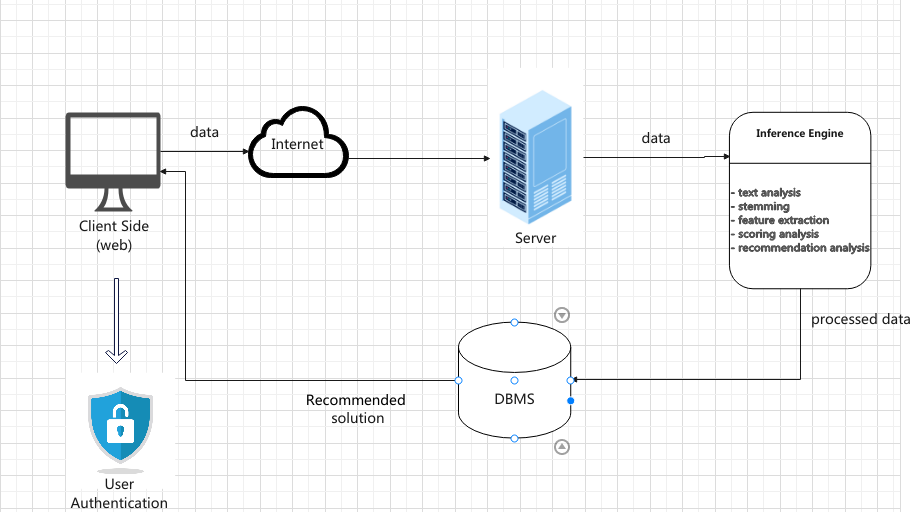 data
Internet
data
Inference Engine
- text analysis
- stemming
- feature extraction
- scoring analysis
- recommendation analysis
Client Side
(web)
Server
processed data
DBMS
Recommended
solution
User
Authentication